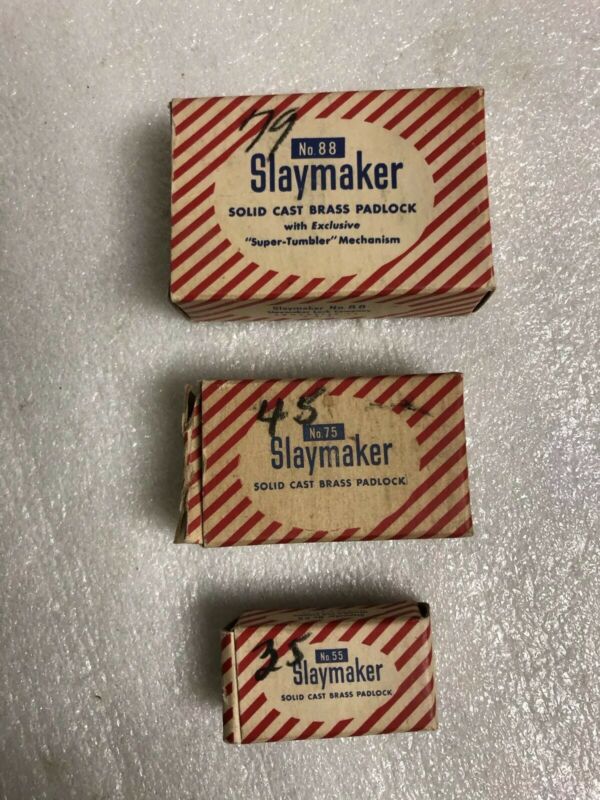 79
No. 88
Slaymaker
SOLID CAST BRASS PADLOCK
with Exclusive
"Super-Tumbler" Mechanism
Slaymaker No. 88
45
No. 75
Slaymaker
SOLID CAST BRASS PADLOCK
35
No. 55
Slaymaker
SOLID CAST BRASS PADLOCK